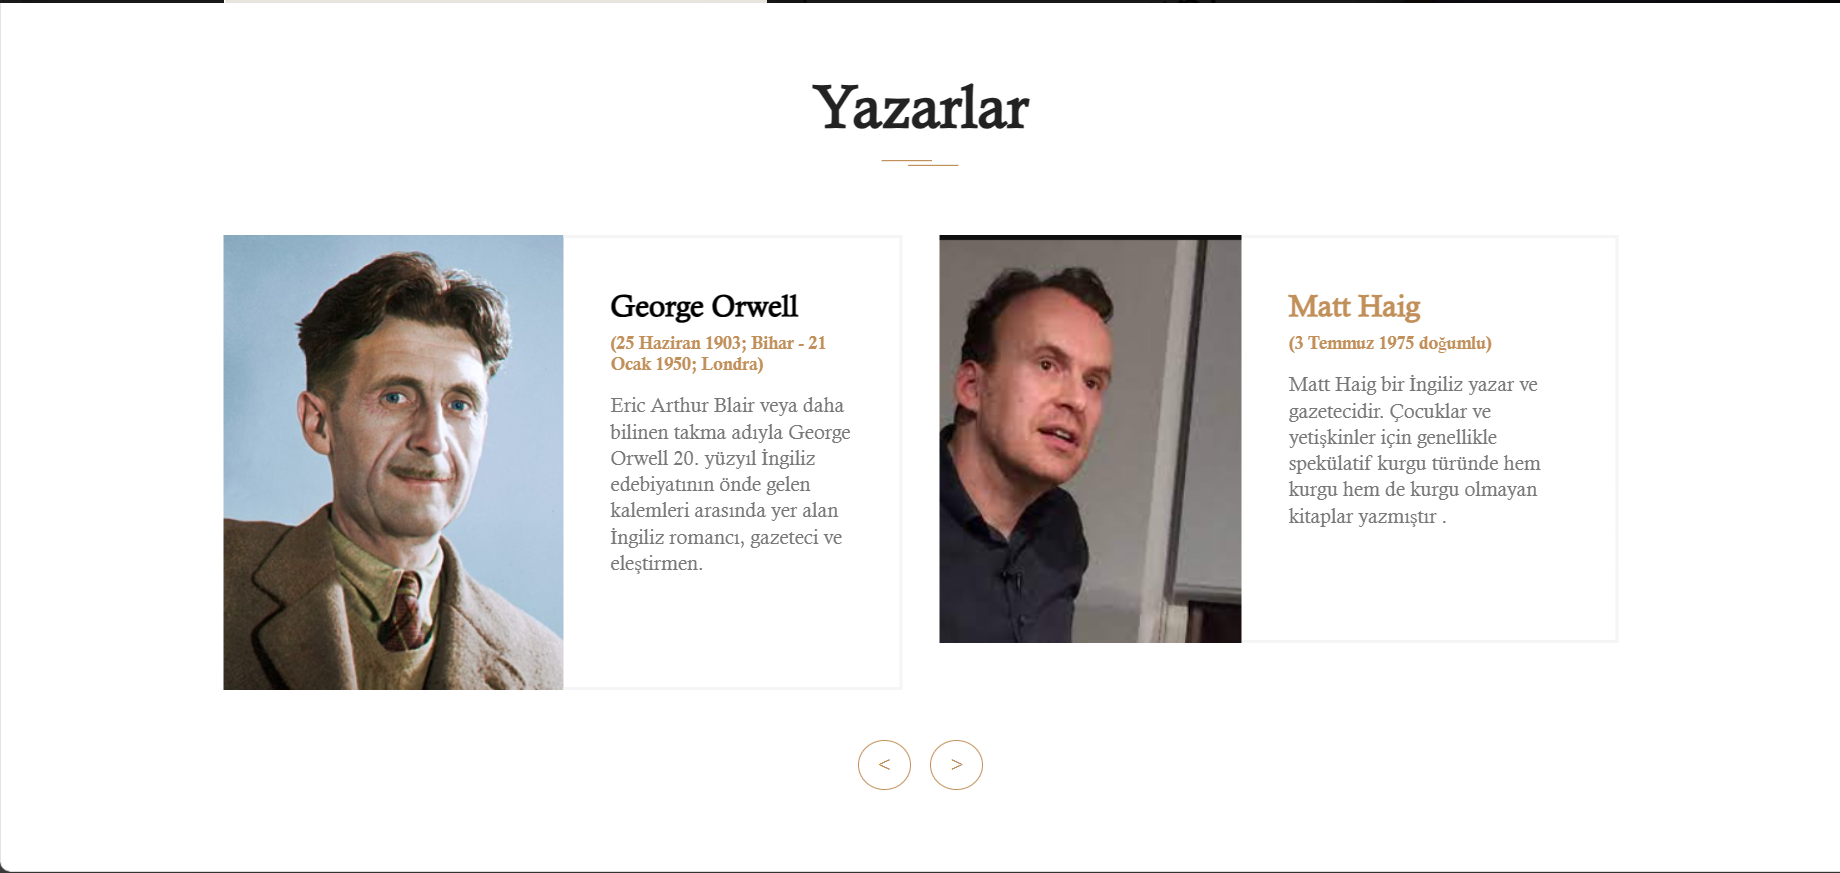 Yazarlar
George Orwell
(25 Haziran 1903; Bihar - 21
Ocak 1950; Londra)
Eric Arthur Blair veya daha
bilinen takma adıyla George
Orwell 20. yüzyıl İngiliz
edebiyatının önde gelen
kalemleri arasında yer alan
İngiliz romancı, gazeteci ve
eleştirmen.
Matt Haig
(3 Temmuz 1975 doğumlu)
Matt Haig bir İngiliz yazar ve
gazetecidir. Çocuklar ve
yetişkinler için genellikle
spekülatif kurgu türünde hem
kurgu hem de kurgu olmayan
kitaplar yazmıştır .
< >